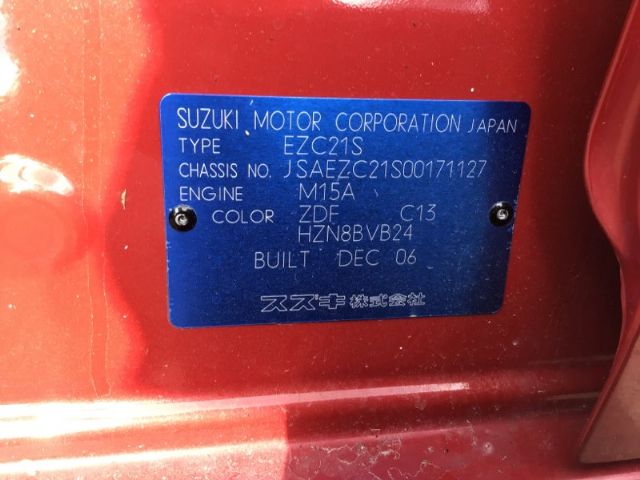 SUZUKI MOTOR CORPORATION JAPAN
TYPE EZC21S
CHASSIS NO. JSAEZC21S00171127
ENGINE M15A
COLOR ZDF C13
HZN8BVB24
BUILT DEC 06
スズキ株式会社